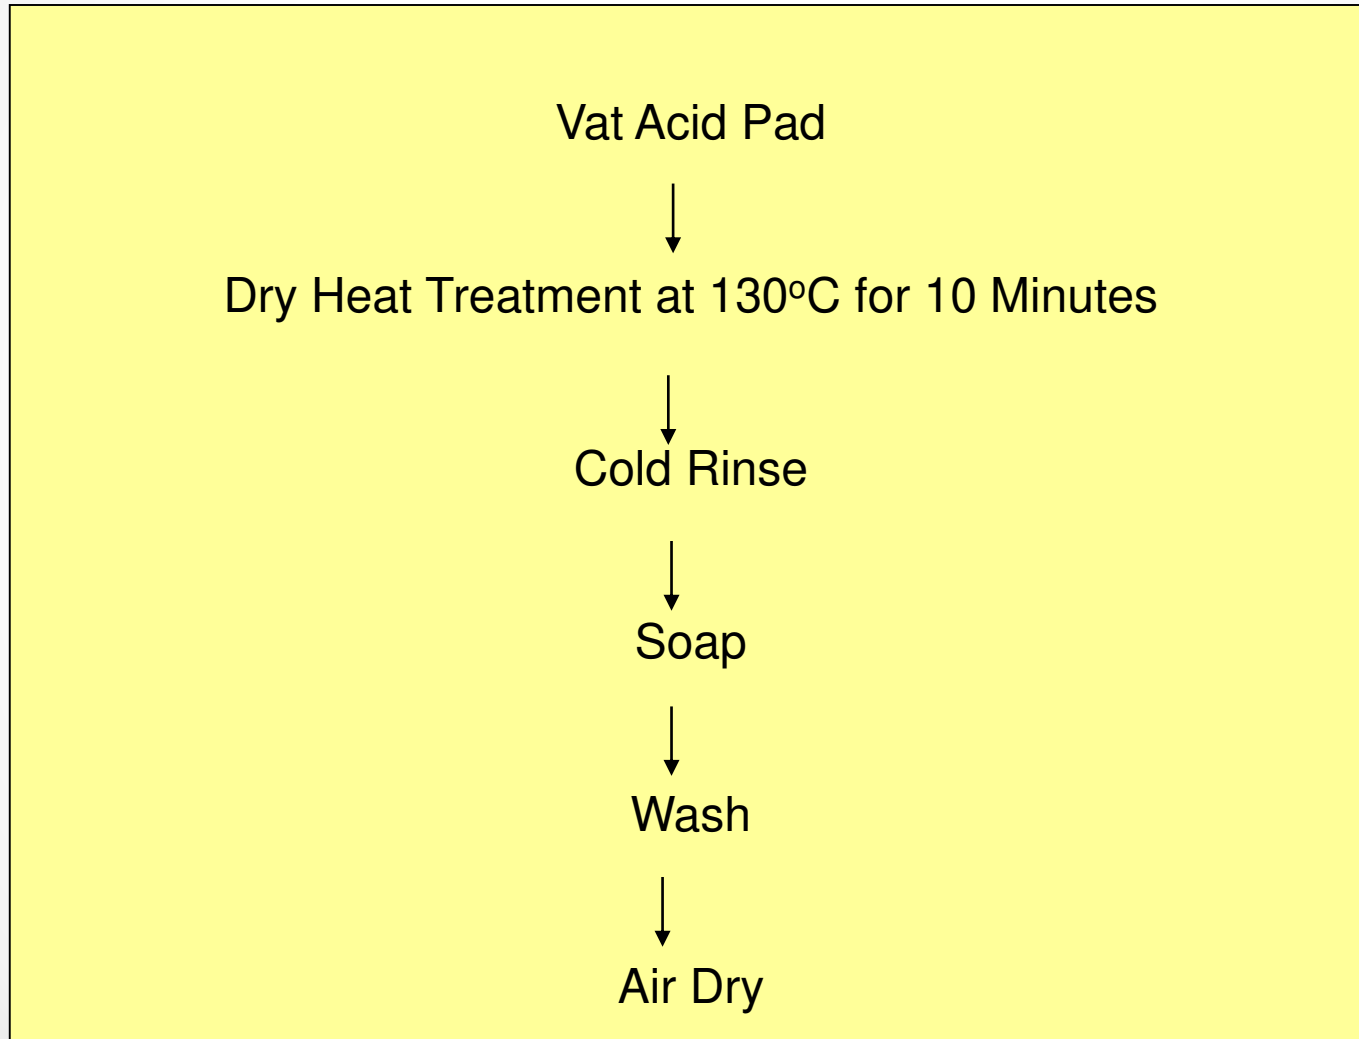 Vat Acid Pad
Dry Heat Treatment at 130ºC for 10 Minutes
Cold Rinse
Soap
Wash
Air Dry